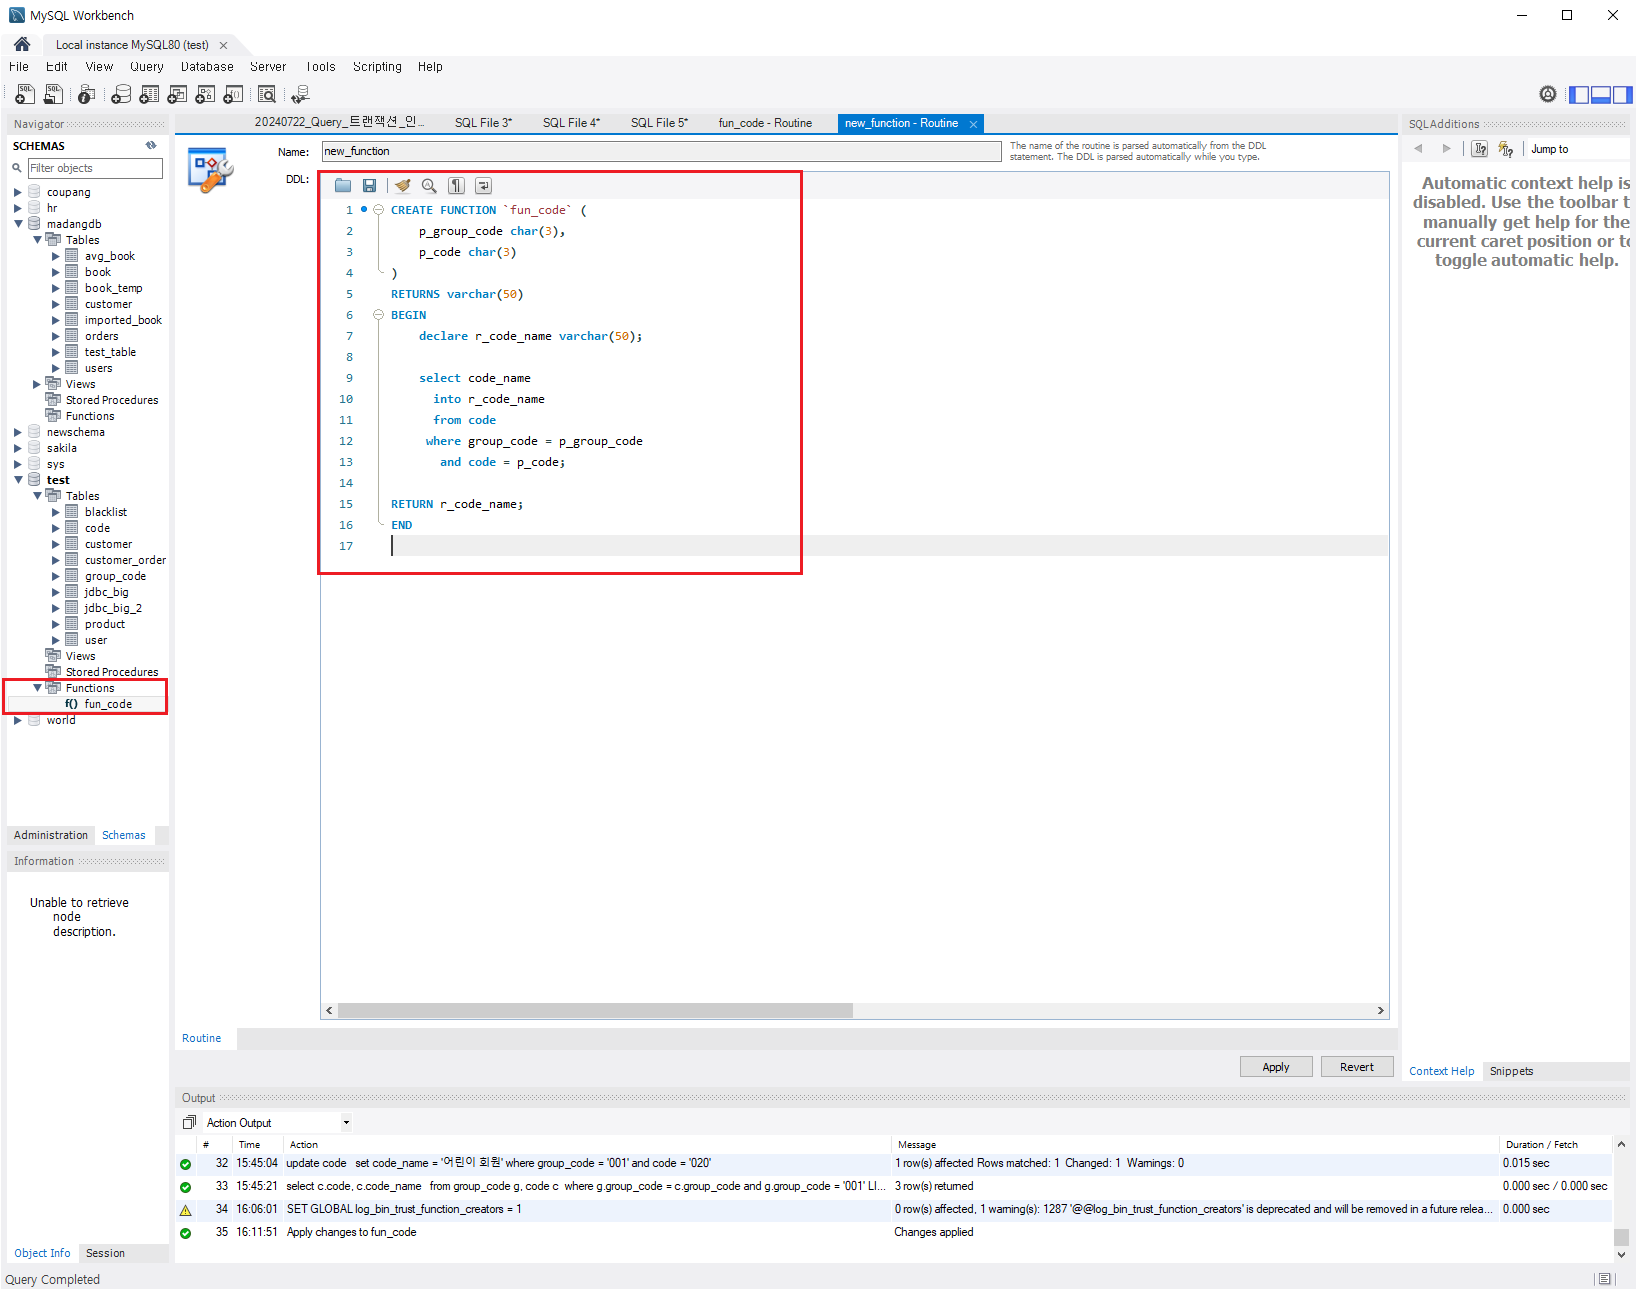 MySQL Workbench
Local instance MySQL80 (test)
File Edit View Query Database Server Tools Scripting Help
Navigator
SCHEMAS
Filter objects
coupang
hr
madangdb
Tables
avg_book
book
book_temp
customer
imported_book
orders
test_table
users
Views
Stored Procedures
Functions
newschema
sakila
sys
test
Tables
blacklist
code
customer
customer_order
group_code
jdbc_big
jdbc_big_2
product
user
Views
Stored Procedures
Functions
f() fun_code
world
Administration Schemas
Information
Unable to retrieve
node
description.
Object Info Session
20240722_Query_트랜잭션_인... SQL File 3* SQL File 4* SQL File 5* fun_code - Routine new_function - Routine
Name: new_function
The name of the routine is parsed automatically from the DDL
statement. The DDL is parsed automatically while you type.
DDL:
1 CREATE FUNCTION `fun_code` (
2 p_group_code char(3),
3 p_code char(3)
4 )
5 RETURNS varchar(50)
6 BEGIN
7 declare r_code_name varchar(50);
8
9 select code_name
10 into r_code_name
11 from code
12 where group_code = p_group_code
13 and code = p_code;
14
15 RETURN r_code_name;
16 END
17
Routine
Apply Revert
SQLAdditions
Jump to
Automatic context help is
disabled. Use the toolbar t
manually get help for the
current caret position or to
toggle automatic help.
Context Help Snippets
Output
Action Output
# Time Action Message Duration / Fetch
32 15:45:04 update code set code_name = '어린이 회원' where group_code = '001' and code = '020' 1 row(s) affected Rows matched: 1 Changed: 1 Warnings: 0 0.015 sec
33 15:45:21 select c.code, c.code_name from group_code g, code c where g.group_code = c.group_code and g.group_code = '001' LI... 3 row(s) returned 0.000 sec / 0.000 sec
34 16:06:01 SET GLOBAL log_bin_trust_function_creators = 1 0 row(s) affected, 1 warning(s): 1287 '@@log_bin_trust_function_creators' is deprecated and will be removed in a future relea... 0.000 sec
35 16:11:51 Apply changes to fun_code Changes applied
Query Completed